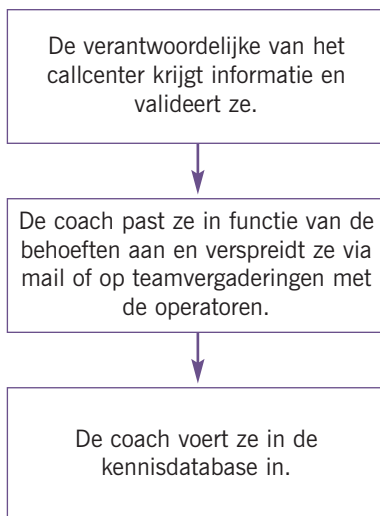 De verantwoordelijke van het
callcenter krijgt informatie en
valideert ze.
De coach past ze in functie van de
behoeften aan en verspreidt ze via
mail of op teamvergaderingen met
de operatoren.
De coach voert ze in de
kennisdatabase in.